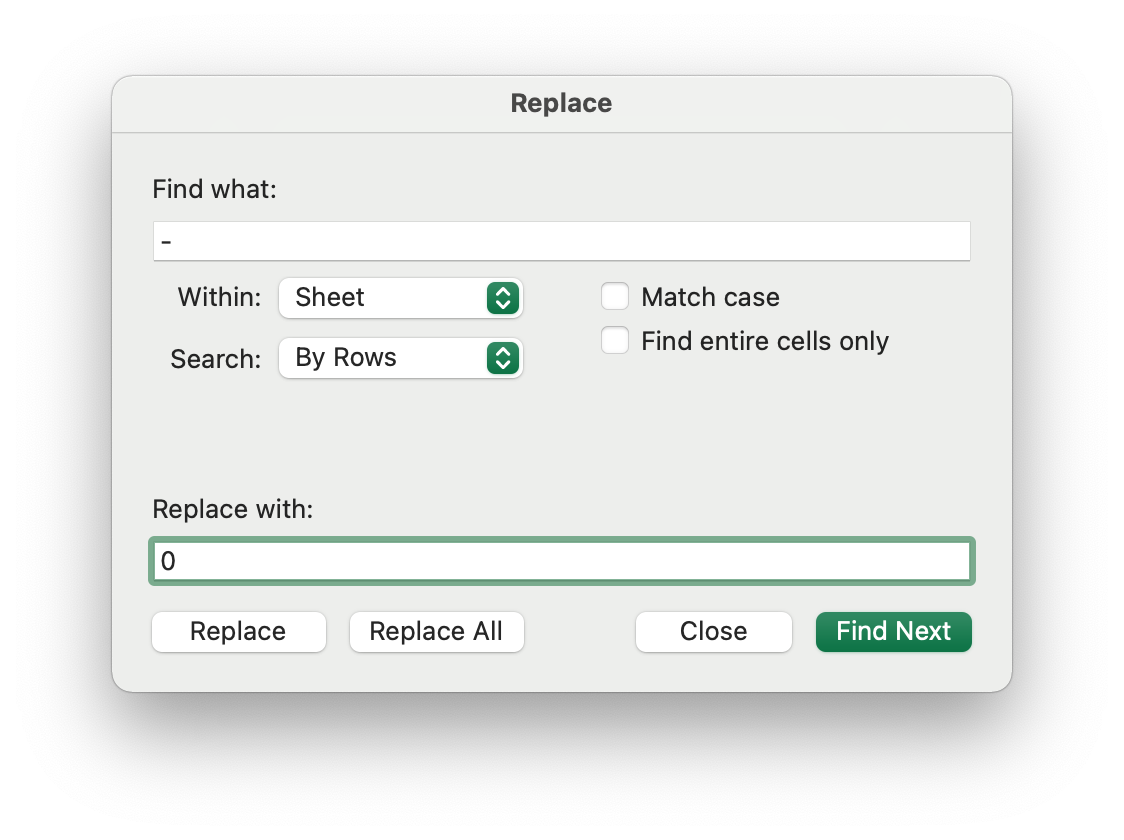 Replace
Find what:
-
Within: Sheet
Match case
Search: By Rows
Find entire cells only
Replace with:
0
Replace
Replace All
Close
Find Next